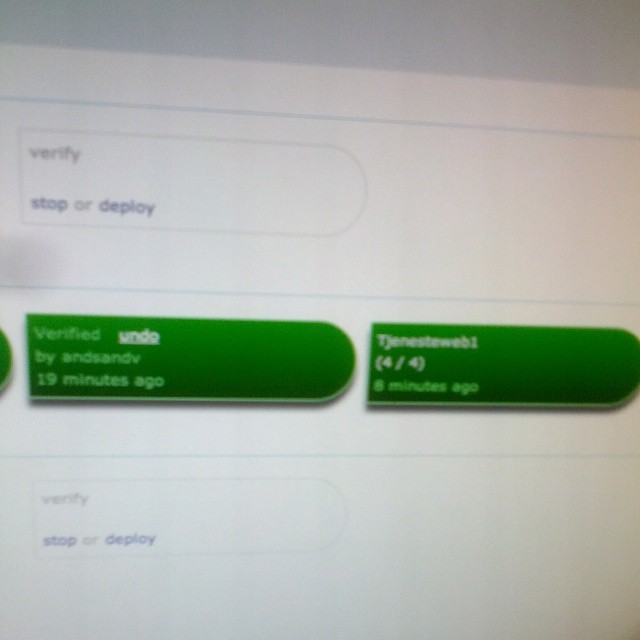 verify
stop or deploy
Verified undo
by andsandv
19 minutes ago
Tjenesteweb1
(4 / 4)
8 minutes ago
verify
stop or deploy